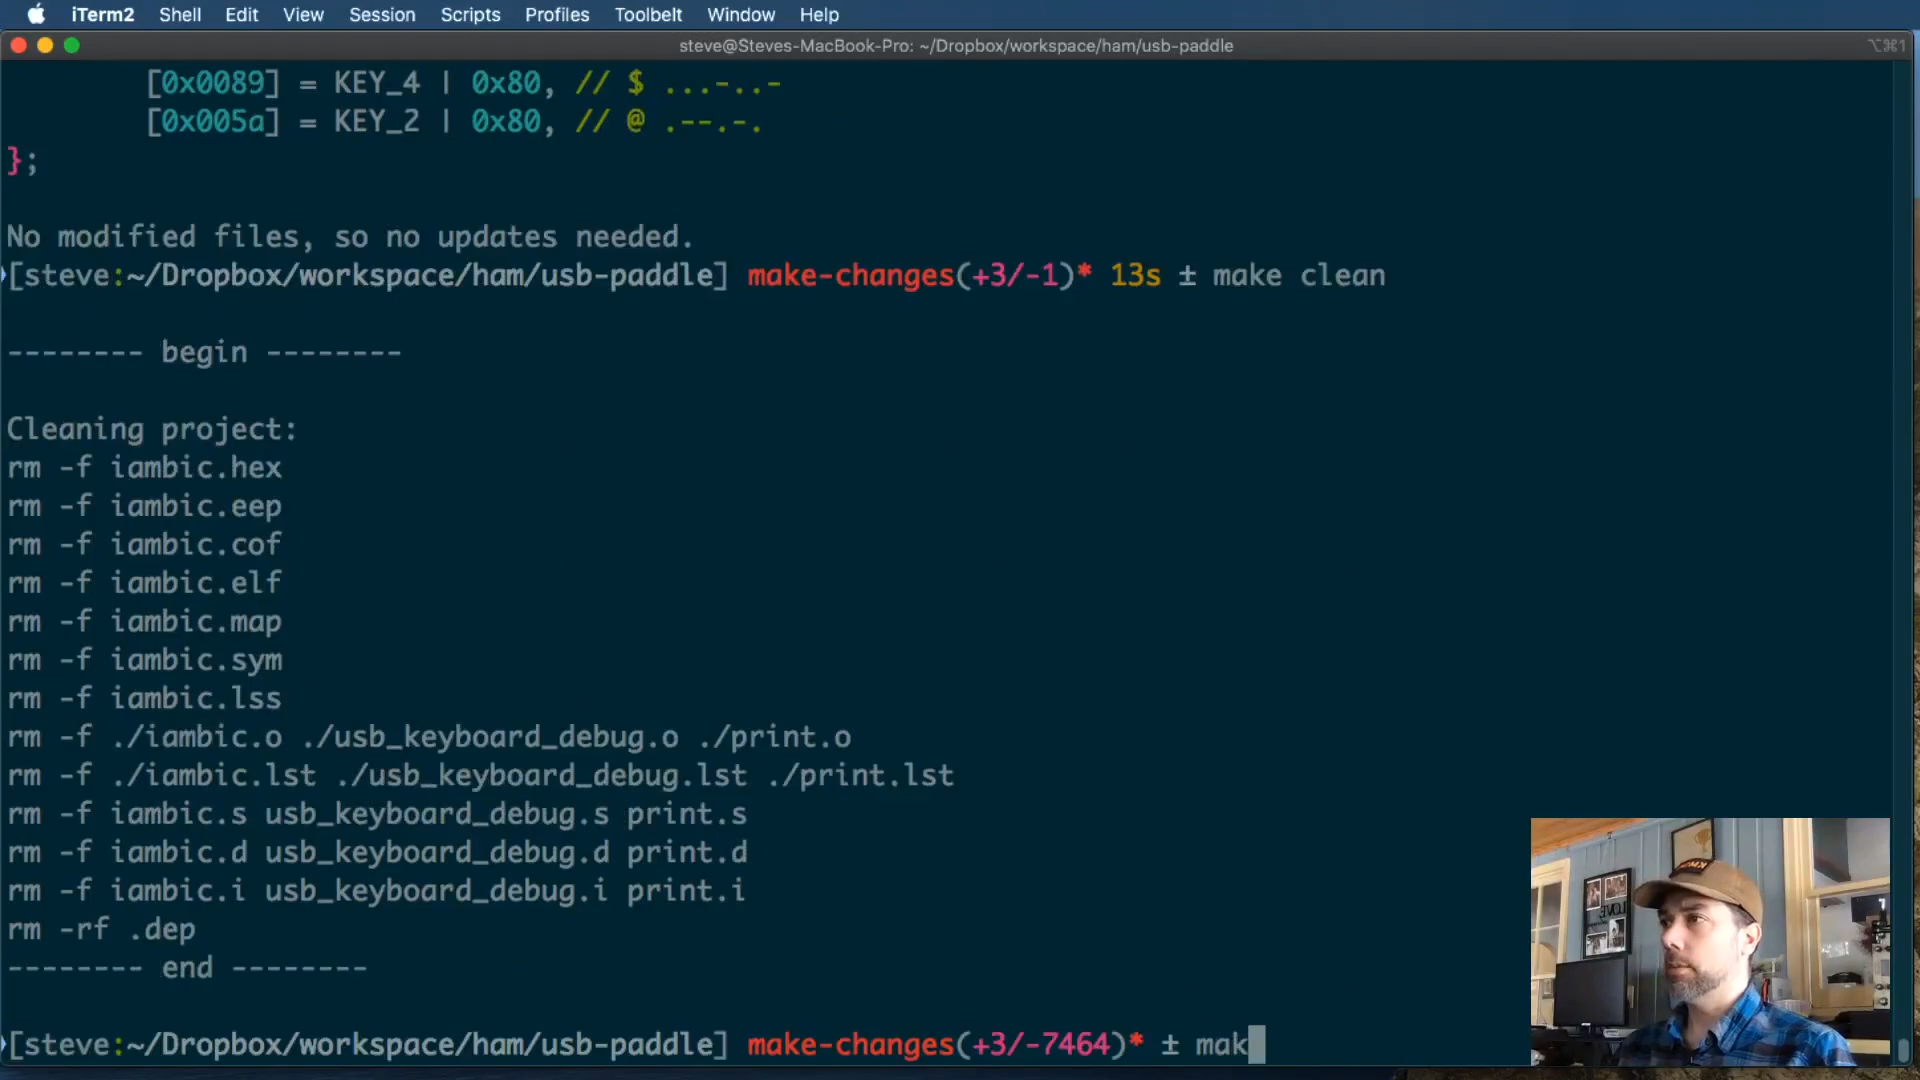 iTerm2 Shell Edit View Session Scripts Profiles Toolbelt Window Help
steve@Steves-MacBook-Pro: ~/Dropbox/workspace/ham/usb-paddle
⌥⌘1
[0x0089] = KEY_4 | 0x80, // $ ...-..-
[0x005a] = KEY_2 | 0x80, // @ .--.-.
};
No modified files, so no updates needed.
[steve:~/Dropbox/workspace/ham/usb-paddle] make-changes(+3/-1)* 13s ± make clean
-------- begin --------
Cleaning project:
rm -f iambic.hex
rm -f iambic.eep
rm -f iambic.cof
rm -f iambic.elf
rm -f iambic.map
rm -f iambic.sym
rm -f iambic.lss
rm -f ./iambic.o ./usb_keyboard_debug.o ./print.o
rm -f ./iambic.lst ./usb_keyboard_debug.lst ./print.lst
rm -f iambic.s usb_keyboard_debug.s print.s
rm -f iambic.d usb_keyboard_debug.d print.d
rm -f iambic.i usb_keyboard_debug.i print.i
rm -rf .dep
-------- end --------
[steve:~/Dropbox/workspace/ham/usb-paddle] make-changes(+3/-7464)* ± mak